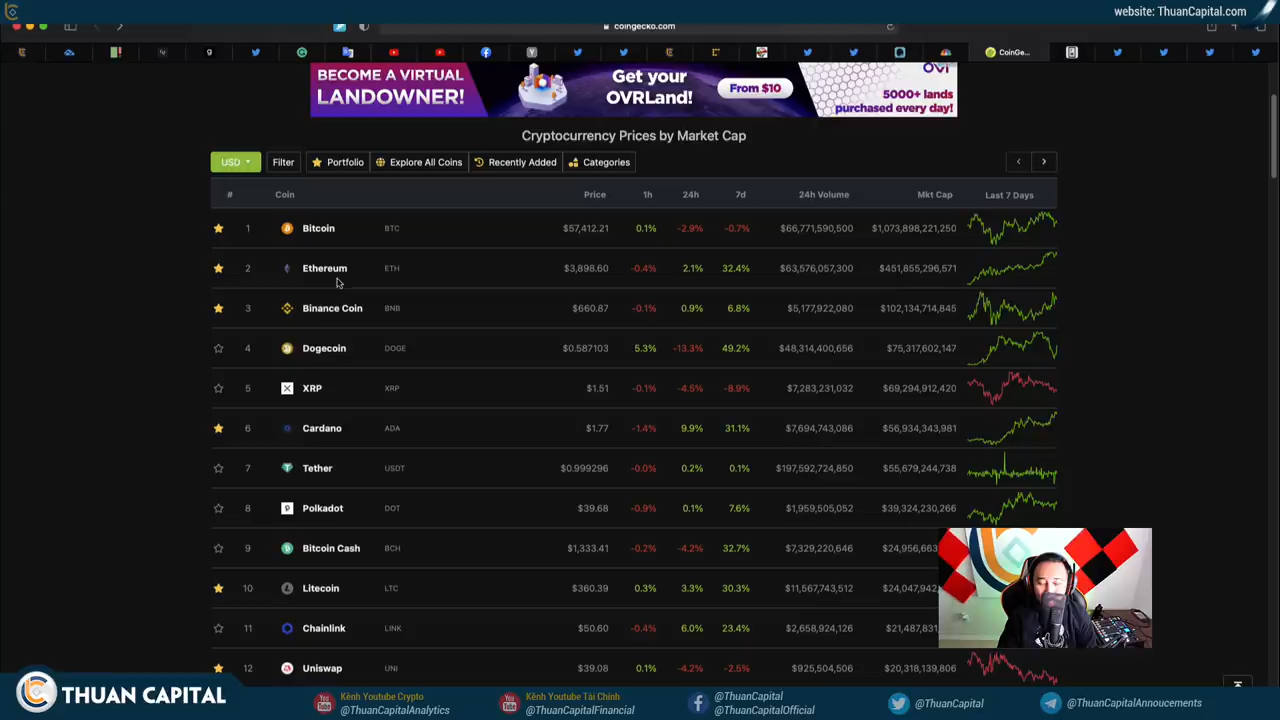 website: ThuanCapital.com
coingecko.com
CoinGe...
BECOME A VIRTUAL
LANDOWNER!
Get your
OVRLand!
From $10
OVI
5000+ lands
purchased every day!
Cryptocurrency Prices by Market Cap
USD Filter Portfolio Explore All Coins Recently Added Categories
# Coin Price 1h 24h 7d 24h Volume Mkt Cap Last 7 Days
1 Bitcoin BTC $57,412.21 0.1% -2.9% -0.7% $66,771,590,500 $1,073,898,221,250
2 Ethereum ETH $3,898.60 -0.4% 2.1% 32.4% $63,576,057,300 $451,855,296,571
3 Binance Coin BNB $660.87 -0.1% 0.9% 6.8% $5,177,922,080 $102,134,714,845
4 Dogecoin DOGE $0.587103 5.3% -13.3% 49.2% $48,314,400,656 $75,317,602,147
5 XRP XRP $1.51 -0.1% -4.5% -8.9% $7,283,231,032 $69,294,912,420
6 Cardano ADA $1.77 -1.4% 9.9% 31.1% $7,694,743,086 $56,934,343,981
7 Tether USDT $0.999296 -0.0% 0.2% 0.1% $197,592,724,850 $55,679,244,738
8 Polkadot DOT $39.68 -0.9% 0.1% 7.6% $1,959,505,052 $39,324,230,266
9 Bitcoin Cash BCH $1,333.41 -0.2% -4.2% 32.7% $7,329,220,646 $24,956,663
10 Litecoin LTC $360.39 0.3% 3.3% 30.3% $11,567,743,512 $24,047,942
11 Chainlink LINK $50.60 -0.4% 6.0% 23.4% $2,658,924,126 $21,487,831
12 Uniswap UNI $39.08 0.1% -4.2% -2.5% $925,504,506 $20,318,139,806
THUAN CAPITAL
Kênh Youtube Crypto
@ThuanCapitalAnalytics
Kênh Youtube Tài Chính
@ThuanCapitalFinancial
@ThuanCapital
@ThuanCapitalOfficial
@ThuanCapital
@ThuanCapitalAnnoucements